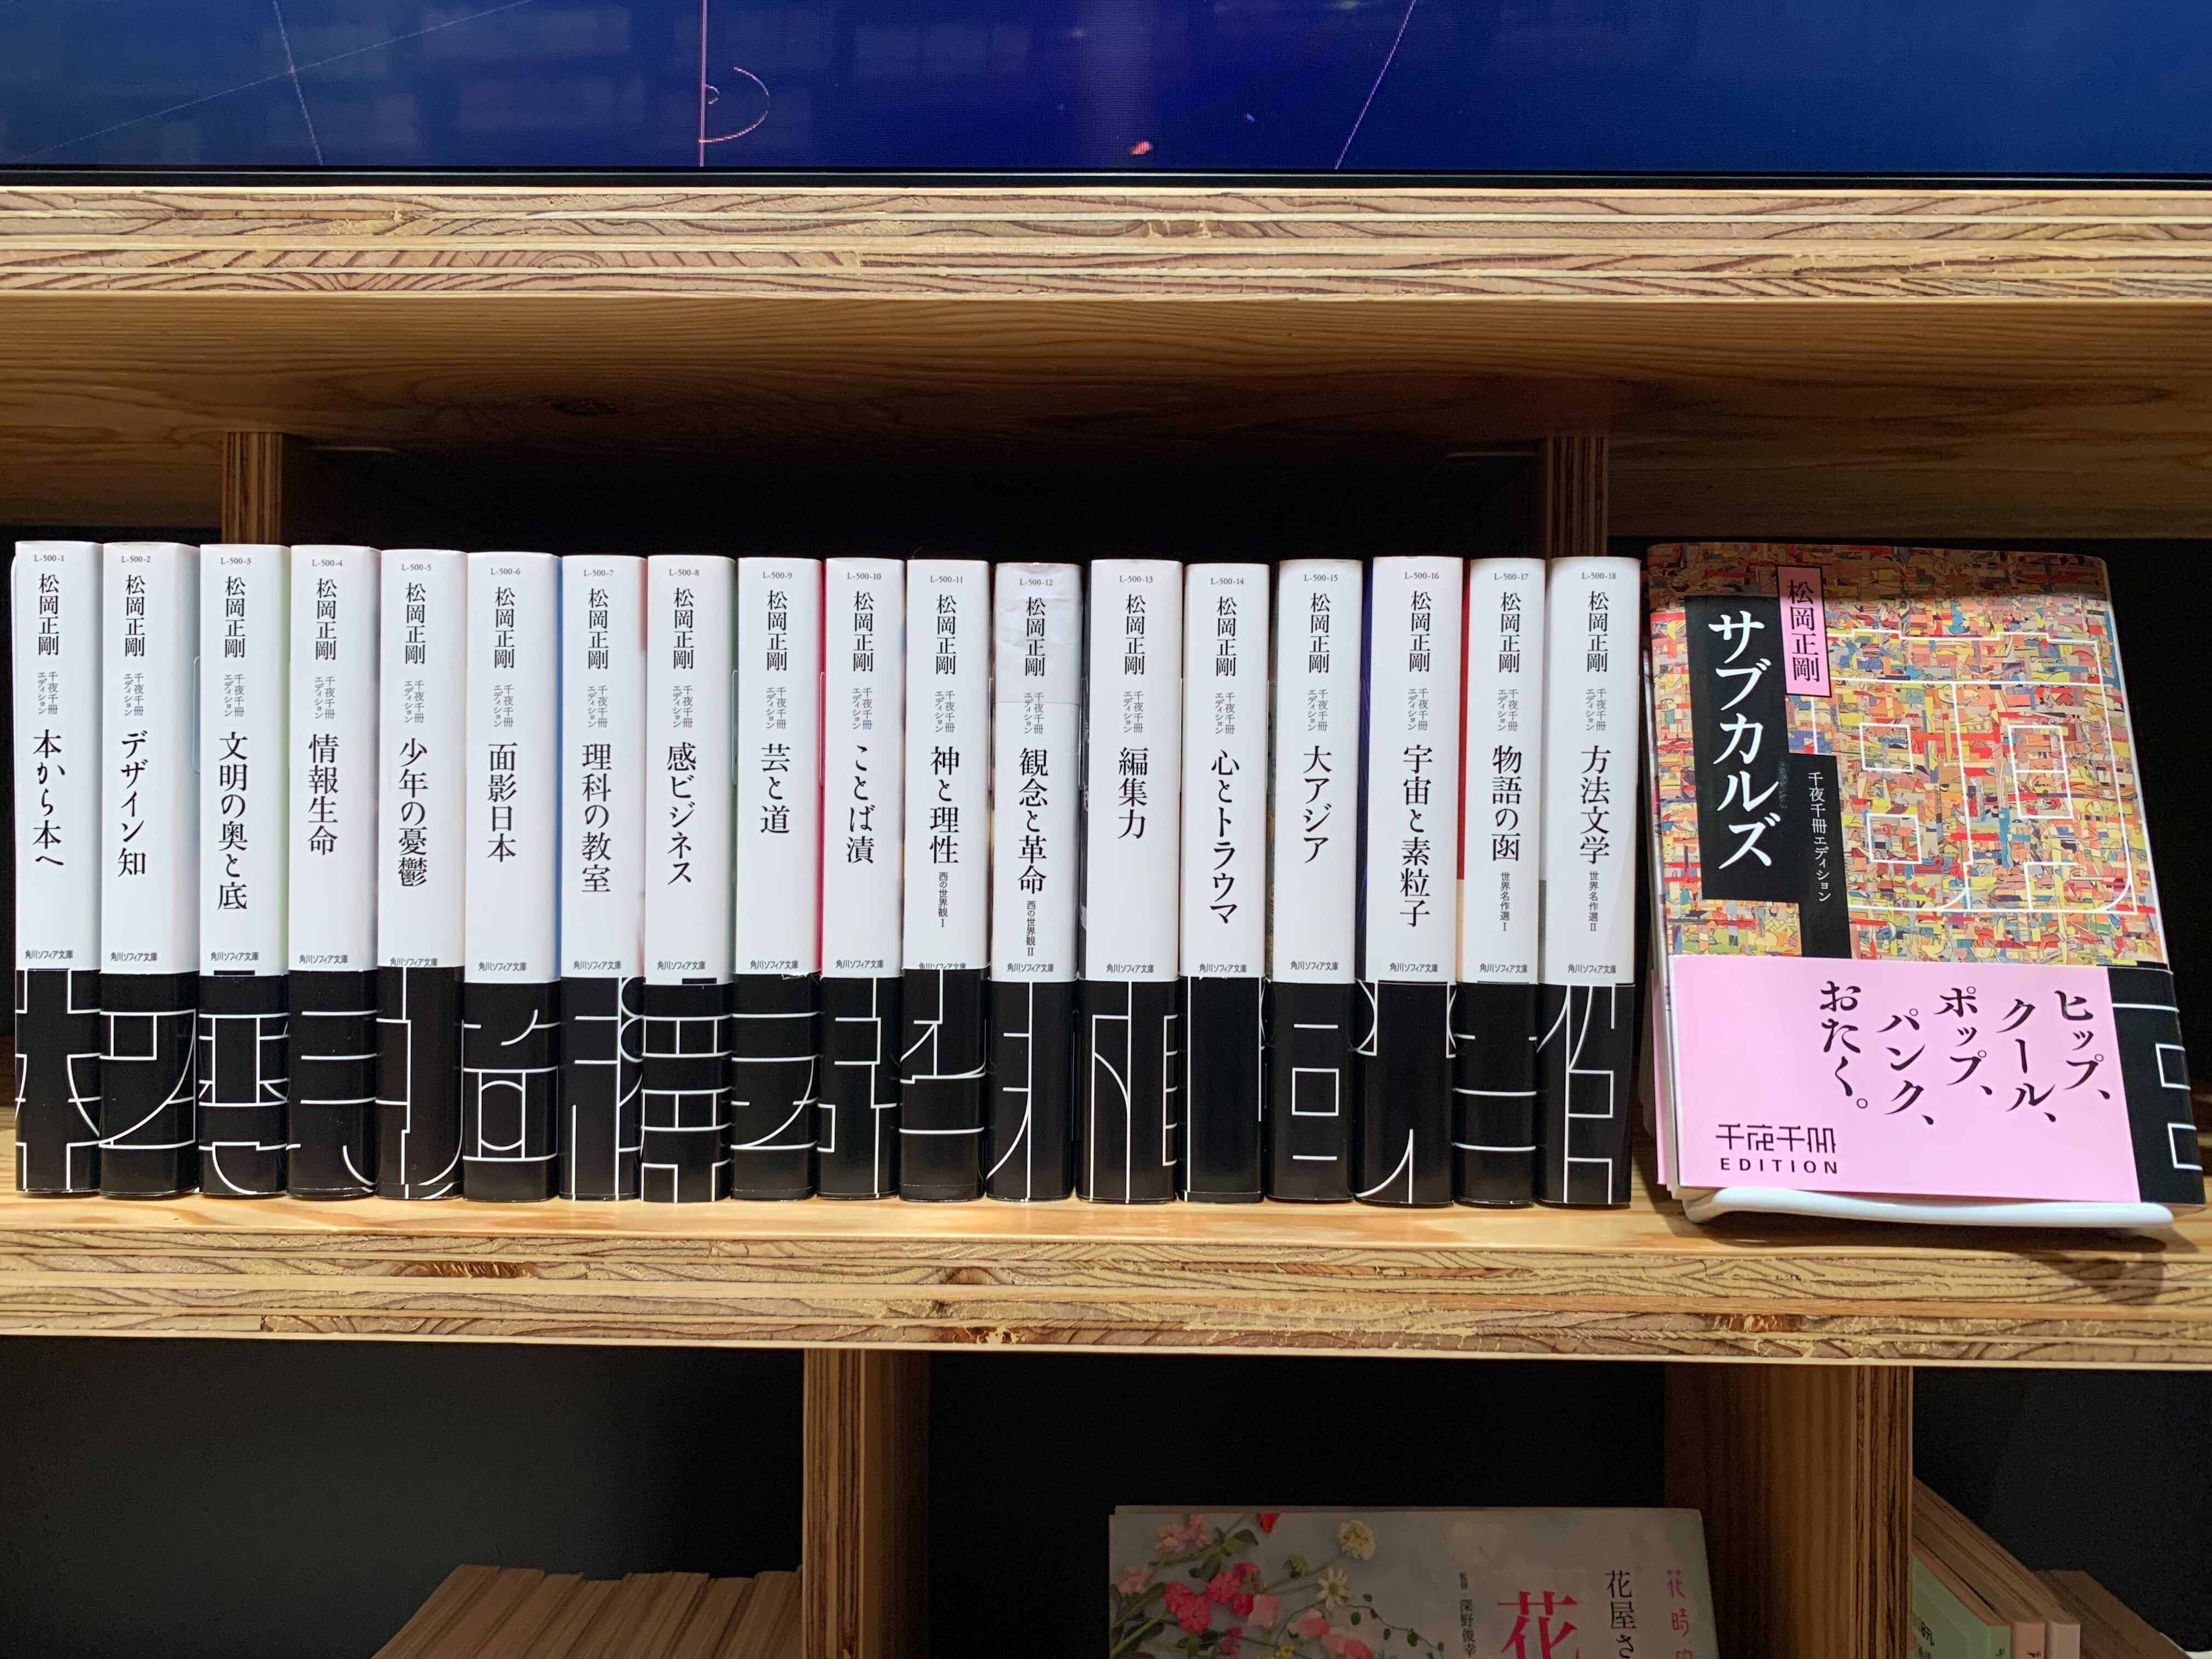 L-500-1
松岡正剛
千夜千冊
エディション
本から本へ
角川ソフィア文庫
L-500-2
松岡正剛
千夜千冊
エディション
デザイン知
角川ソフィア文庫
L-500-3
松岡正剛
千夜千冊
エディション
文明の奥と底
角川ソフィア文庫
L-500-4
松岡正剛
千夜千冊
エディション
情報生命
角川ソフィア文庫
L-500-5
松岡正剛
千夜千冊
エディション
少年の憂鬱
角川ソフィア文庫
L-500-6
松岡正剛
千夜千冊
エディション
面影日本
角川ソフィア文庫
L-500-7
松岡正剛
千夜千冊
エディション
理科の教室
角川ソフィア文庫
L-500-8
松岡正剛
千夜千冊
エディション
感ビジネス
角川ソフィア文庫
L-500-9
松岡正剛
千夜千冊
エディション
芸と道
角川ソフィア文庫
L-500-10
松岡正剛
千夜千冊
エディション
ことば漬
角川ソフィア文庫
L-500-11
松岡正剛
千夜千冊
エディション
神と理性
西の世界観Ⅰ
角川ソフィア文庫
L-500-12
松岡正剛
千夜千冊
エディション
観念と革命
西の世界観Ⅱ
角川ソフィア文庫
L-500-13
松岡正剛
千夜千冊
エディション
編集力
角川ソフィア文庫
L-500-14
松岡正剛
千夜千冊
エディション
心とトラウマ
角川ソフィア文庫
L-500-15
松岡正剛
千夜千冊
エディション
大アジア
角川ソフィア文庫
L-500-16
松岡正剛
千夜千冊
エディション
宇宙と素粒子
角川ソフィア文庫
L-500-17
松岡正剛
千夜千冊
エディション
物語の函
世界名作選Ⅰ
角川ソフィア文庫
L-500-18
松岡正剛
千夜千冊
エディション
方法文学
世界名作選Ⅱ
角川ソフィア文庫
松岡正剛
サブカルズ
千夜千冊エディション
ヒップ、
クール、
ポップ、
パンク、
おたく。
千夜千冊
EDITION
花時
花屋さ
花
監修 深野俊幸